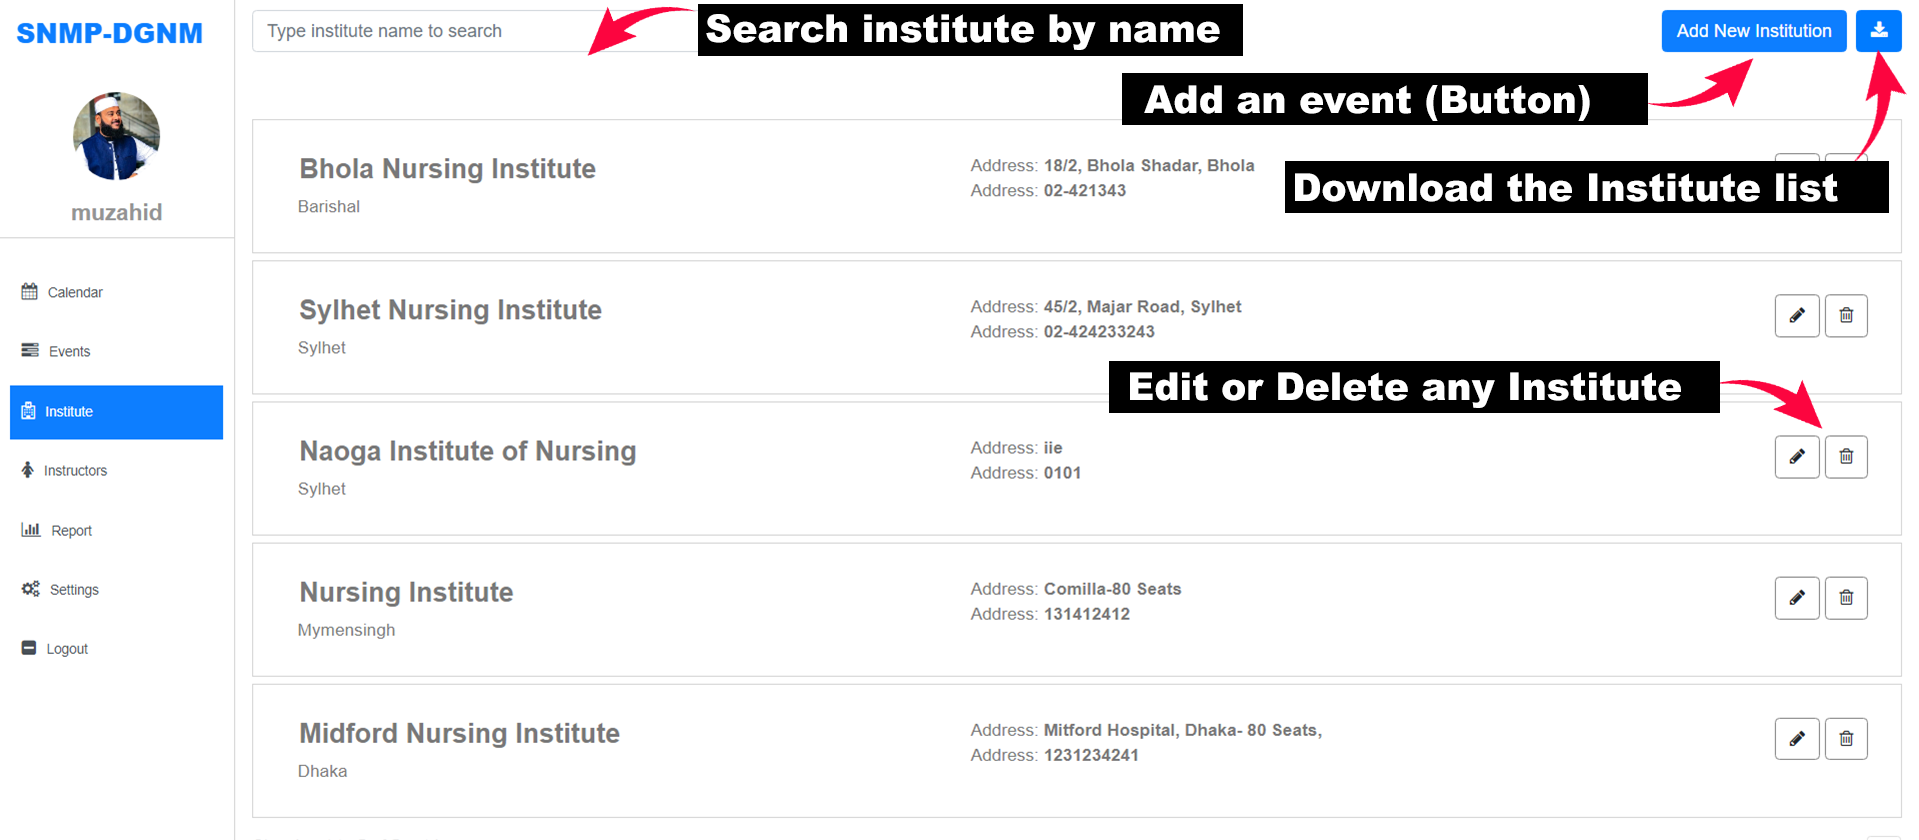 SNMP-DGNM
muzahid
Calendar
Events
Institute
Instructors
Report
Settings
Logout
Type institute name to search
Search institute by name
Add New Institution
Add an event (Button)
Download the Institute list
Bhola Nursing Institute
Barishal
Address: 18/2, Bhola Shadar, Bhola
Address: 02-421343
Sylhet Nursing Institute
Sylhet
Address: 45/2, Majar Road, Sylhet
Address: 02-424233243
Edit or Delete any Institute
Naoga Institute of Nursing
Sylhet
Address: iie
Address: 0101
Nursing Institute
Mymensingh
Address: Comilla-80 Seats
Address: 131412412
Midford Nursing Institute
Dhaka
Address: Mitford Hospital, Dhaka- 80 Seats,
Address: 1231234241